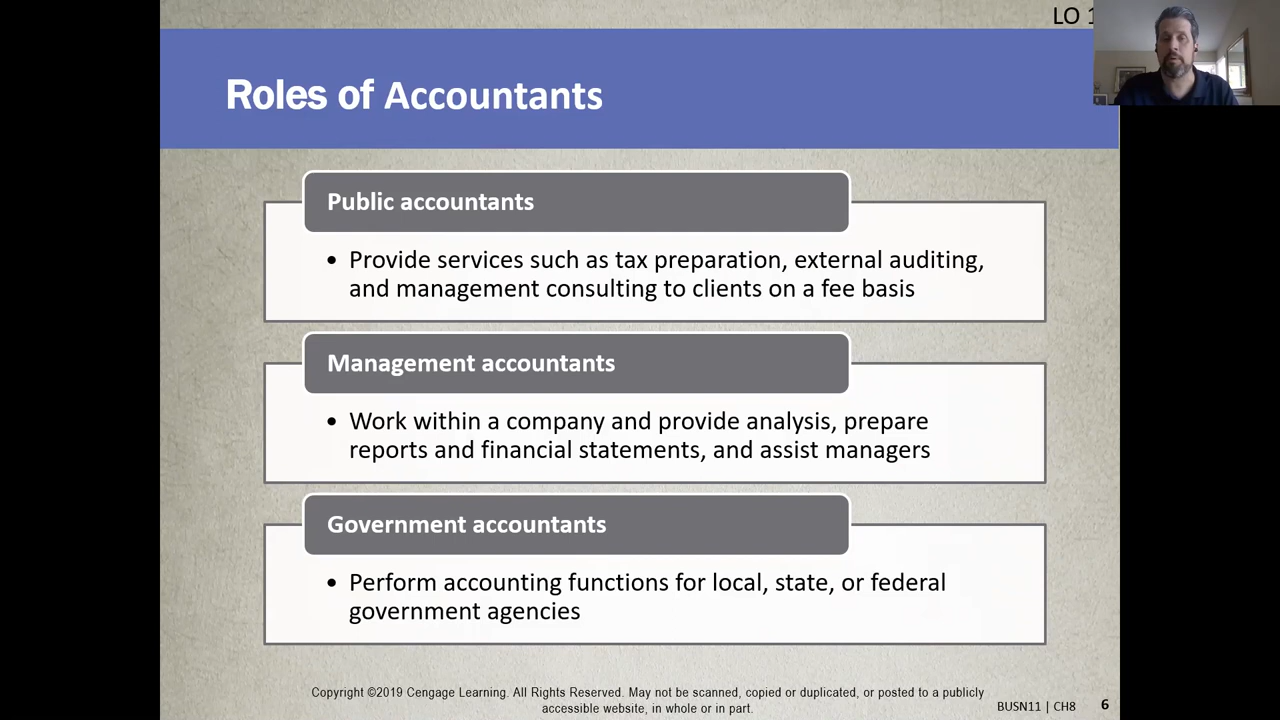 LO 1
Roles of Accountants
Public accountants
• Provide services such as tax preparation, external auditing,
and management consulting to clients on a fee basis
Management accountants
• Work within a company and provide analysis, prepare
reports and financial statements, and assist managers
Government accountants
• Perform accounting functions for local, state, or federal
government agencies
Copyright ©2019 Cengage Learning. All Rights Reserved. May not be scanned, copied or duplicated, or posted to a publicly
accessible website, in whole or in part.
BUSN11 | CH8 6